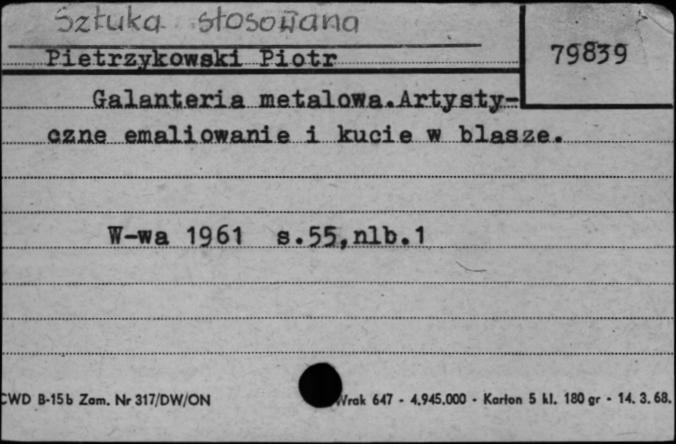 Sztuka stosowana
79839
Pietrzykowski Piotr
Galanteria metalowa.Artysty-
czne emaliowanie i kucie w blasze.
W-wa 1961 s.55,nlb.1
CWD B-15b Zam. Nr 317/DW/ON Wrak 647 - 4.945.000 - Karton 5 kl. 180 gr - 14. 3. 68.